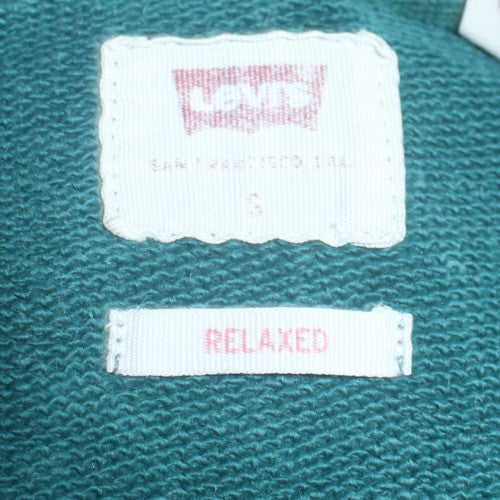 Levi's
SAN FRANCISCO, CAL
S
RELAXED